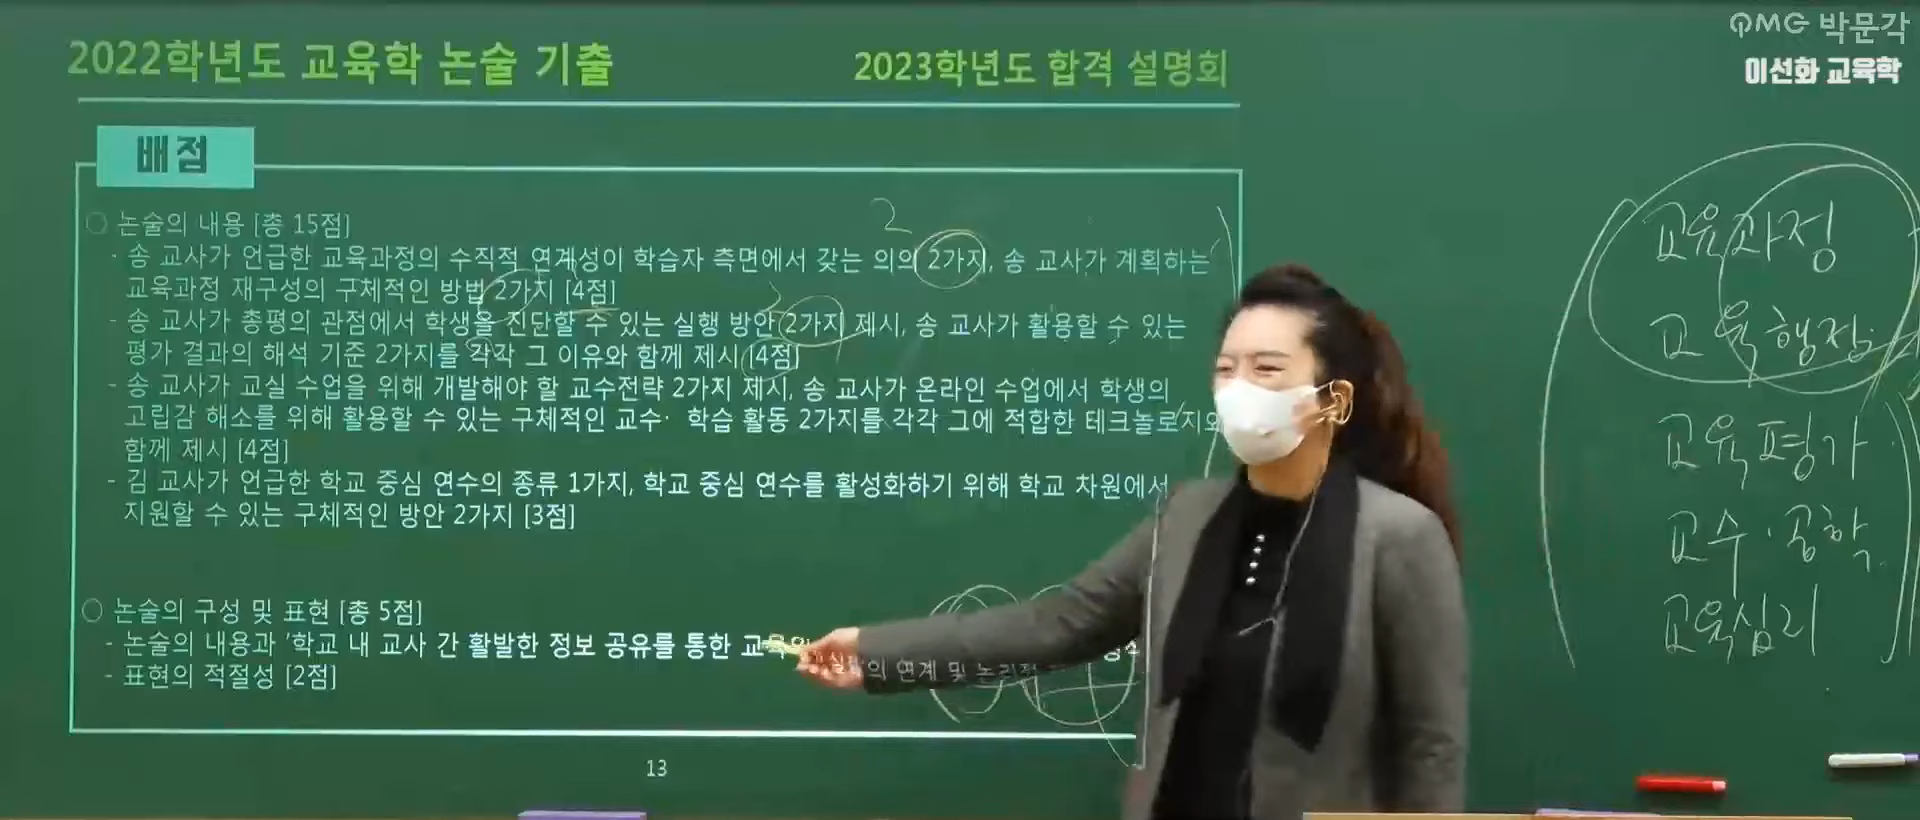 PMG 박문각
이선화 교육학
2022학년도 교육학 논술 기출
2023학년도 합격 설명회
배점
○ 논술의 내용 [총 15점]
- 송 교사가 언급한 교육과정의 수직적 연계성이 학습자 측면에서 갖는 의의 2가지, 송 교사가 계획하는
교육과정 재구성의 구체적인 방법 2가지 [4점]
- 송 교사가 총평의 관점에서 학생을 진단할 수 있는 실행 방안 2가지 제시, 송 교사가 활용할 수 있는
평가 결과의 해석 기준 2가지를 각각 그 이유와 함께 제시 [4점]
- 송 교사가 교실 수업을 위해 개발해야 할 교수전략 2가지 제시, 송 교사가 온라인 수업에서 학생의
고립감 해소를 위해 활용할 수 있는 구체적인 교수· 학습 활동 2가지를 각각 그에 적합한 테크놀로지와
함께 제시 [4점]
- 김 교사가 언급한 학교 중심 연수의 종류 1가지, 학교 중심 연수를 활성화하기 위해 학교 차원에서
지원할 수 있는 구체적인 방안 2가지 [3점]
○ 논술의 구성 및 표현 [총 5점]
- 논술의 내용과 '학교 내 교사 간 활발한 정보 공유를 통한 교육의
의 연계 및 논리적
- 표현의 적절성 [2점]
13
2
교육과정
교육행정
교육평가
교수·공학
교육심리